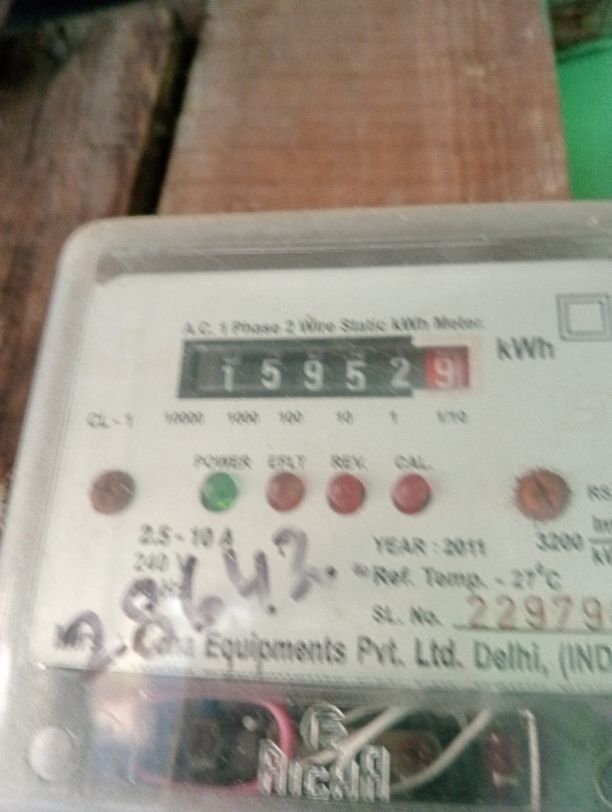 A.C. 1 Phase 2 Wire Static kWh Meter.
1 5 9 5 2 9 kWh
CL - 1 10000 1000 100 10 1 1/10
POWER EFLT REV. CAL.
2.5 - 10 A YEAR : 2011 3200
240 V Ref. Temp. - 27°C
SL. No. 22979
Equipments Pvt. Ltd. Delhi, (IND